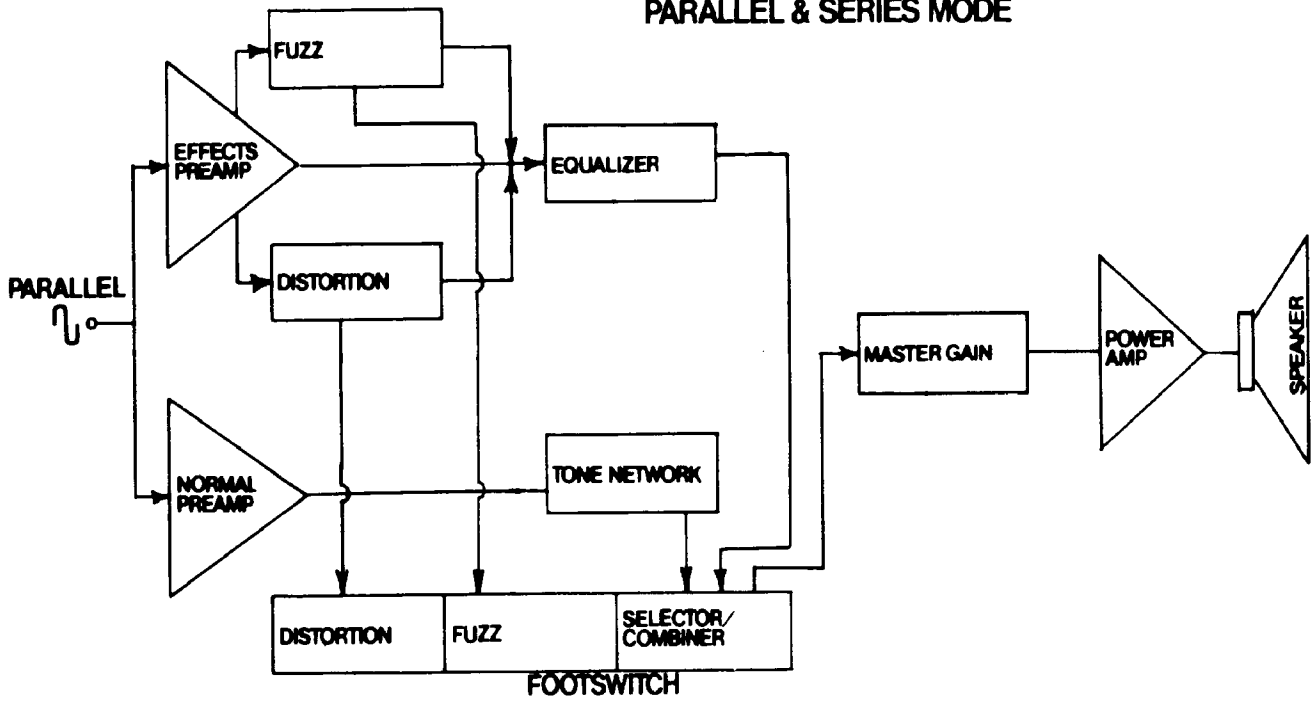 PARALLEL & SERIES MODE
FUZZ
EFFECTS
PREAMP
EQUALIZER
DISTORTION
PARALLEL
MASTER GAIN
POWER
AMP
SPEAKER
NORMAL
PREAMP
TONE NETWORK
DISTORTION
FUZZ
SELECTOR/
COMBINER
FOOTSWITCH